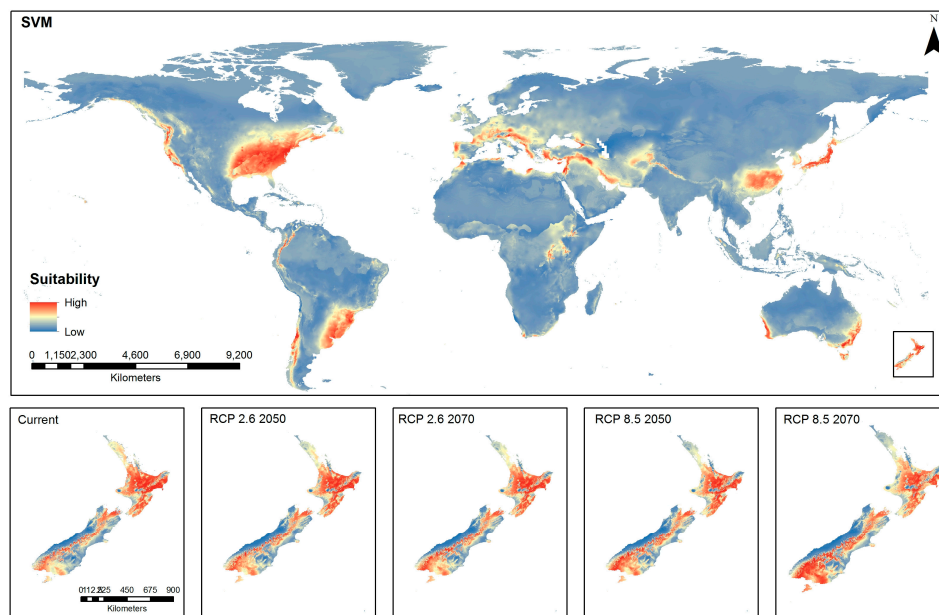 SVM
N
Suitability
High
Low
0 1,1502,300 4,600 6,900 9,200
Kilometers
Current
RCP 2.6 2050
RCP 2.6 2070
RCP 8.5 2050
RCP 8.5 2070
450 675 900
Kilometers